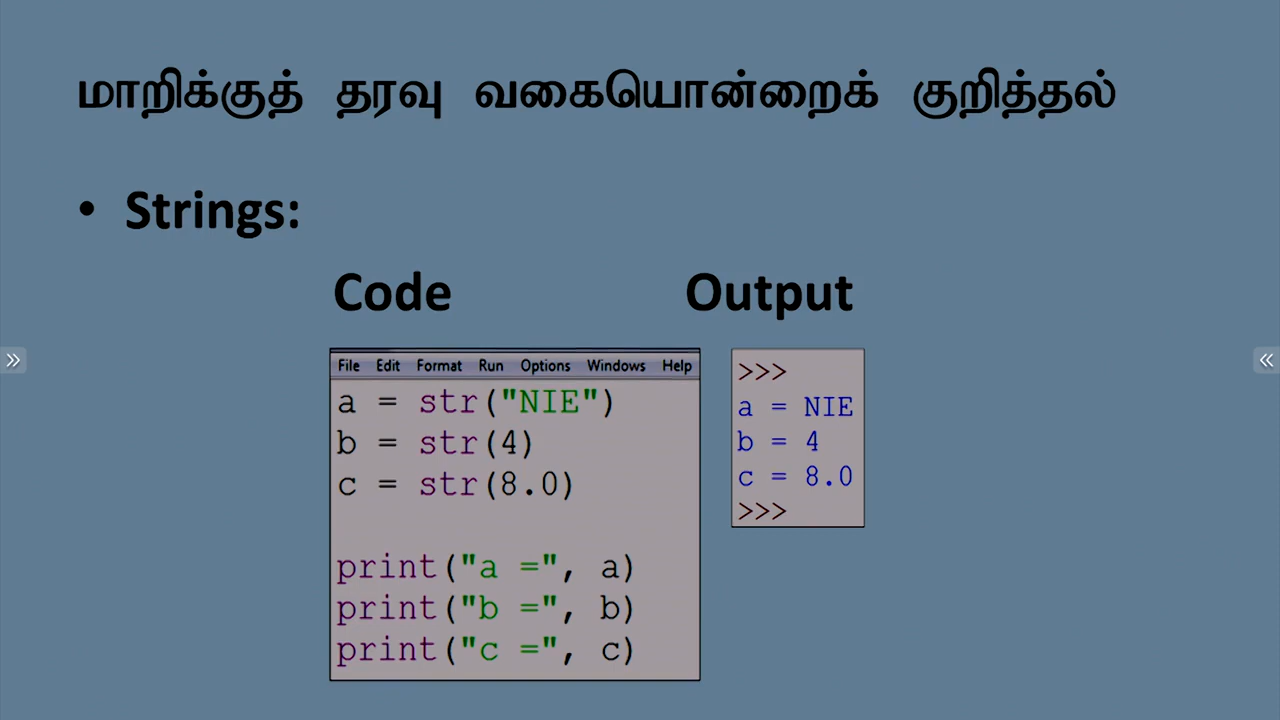 மாறிக்குத் தரவு வகையொன்றைக் குறித்தல்
• Strings:
Code
Output
File Edit Format Run Options Windows Help
a = str("NIE")
b = str(4)
c = str(8.0)
print("a =", a)
print("b =", b)
print("c =", c)
>>>
a = NIE
b = 4
c = 8.0
>>>